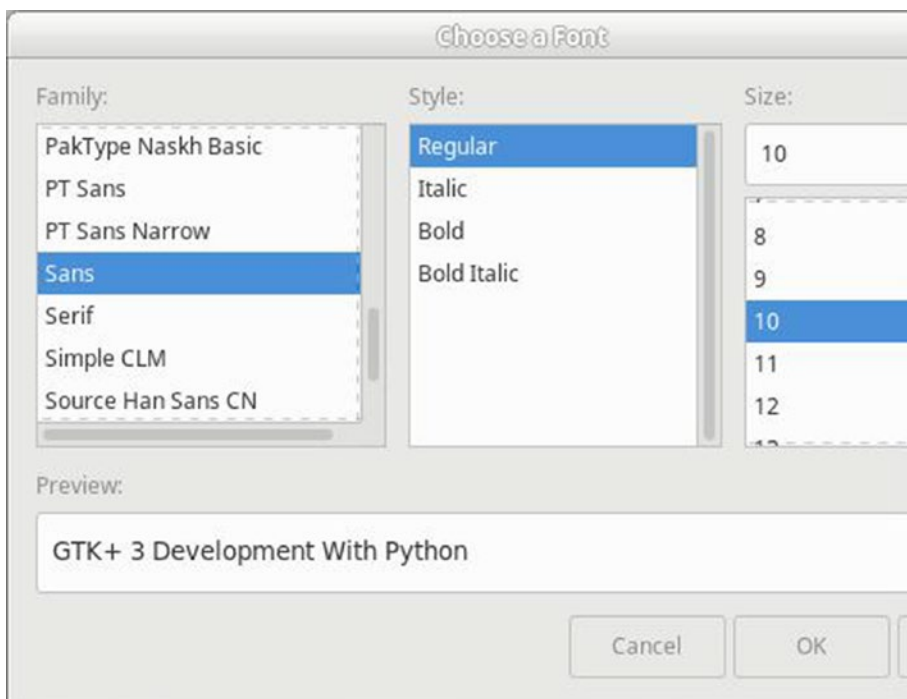 Choose a Font
Family:
PakType Naskh Basic
PT Sans
PT Sans Narrow
Sans
Serif
Simple CLM
Source Han Sans CN
Style:
Regular
Italic
Bold
Bold Italic
Size:
10
8
9
10
11
12
Preview:
GTK+ 3 Development With Python
Cancel
OK